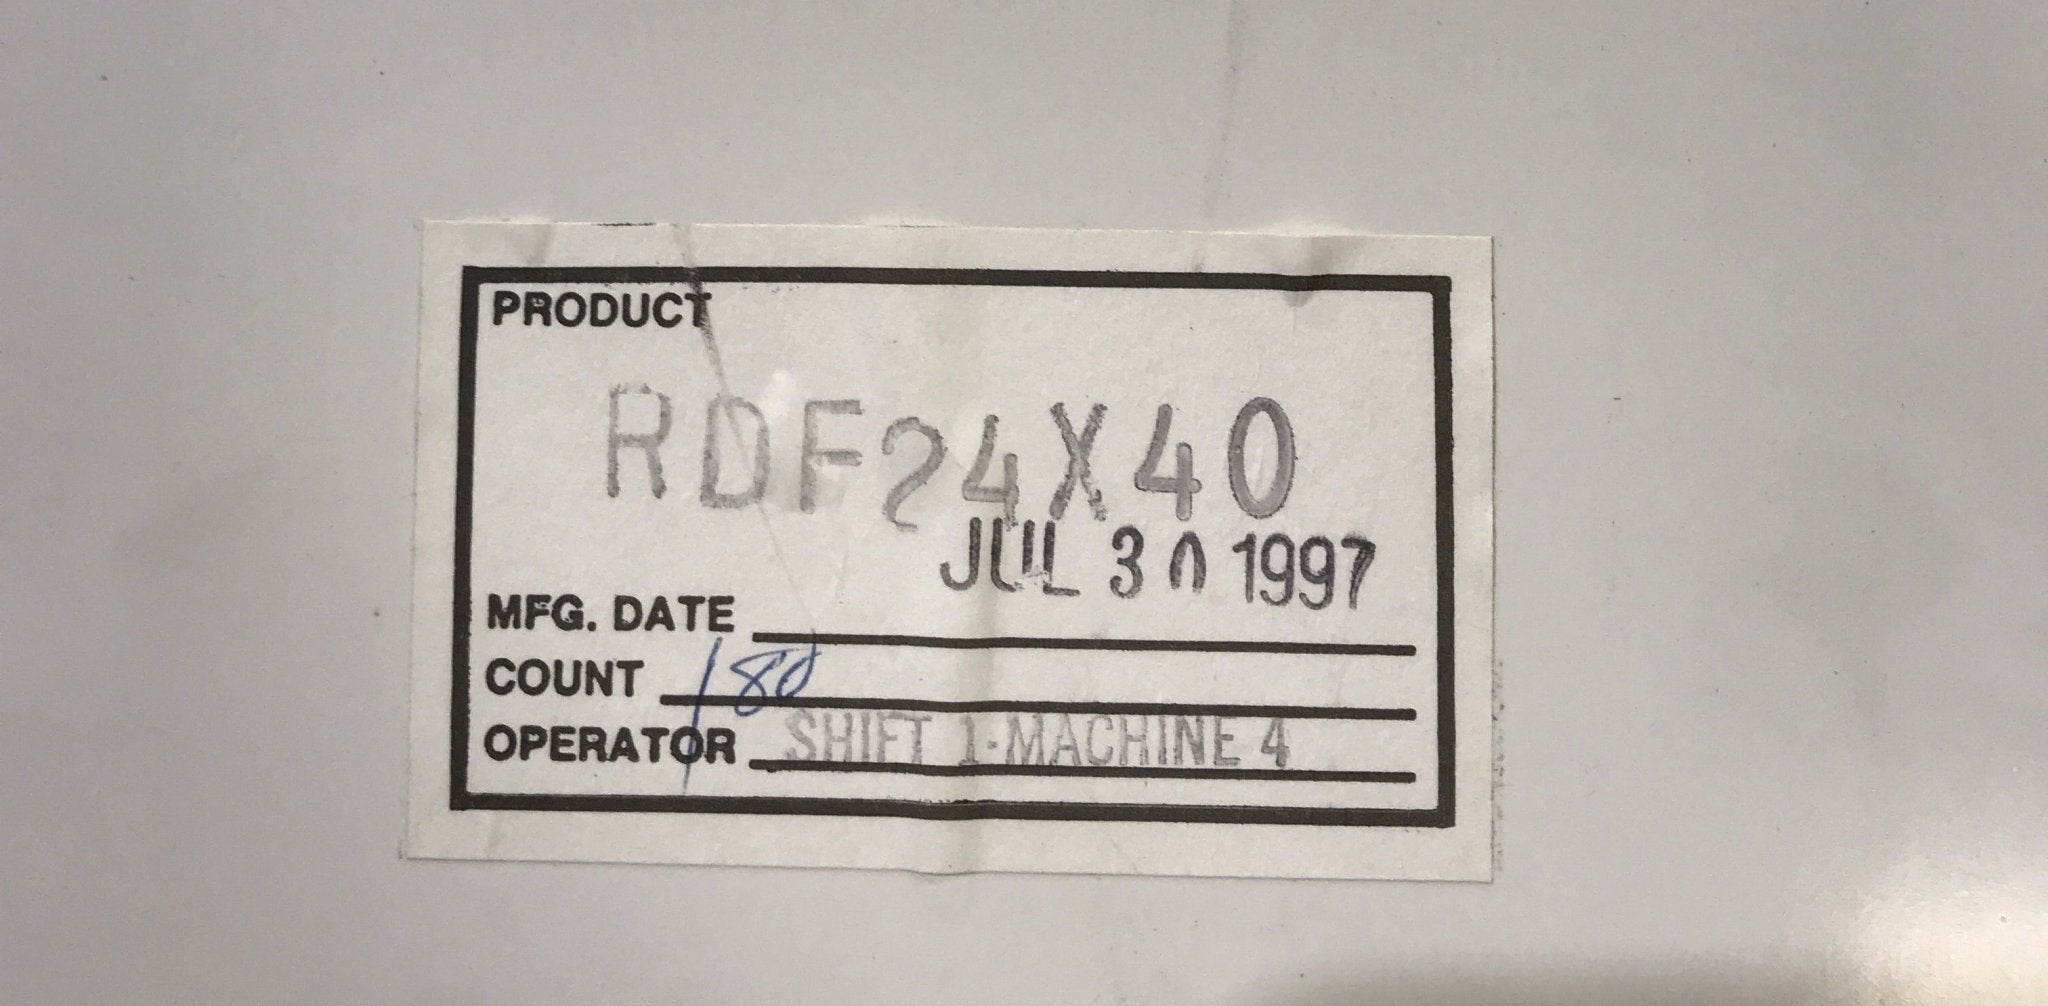 PRODUCT
RDF24X40
JUL 30 1997
MFG. DATE
COUNT 180
OPERATOR SHIFT 1-MACHINE 4